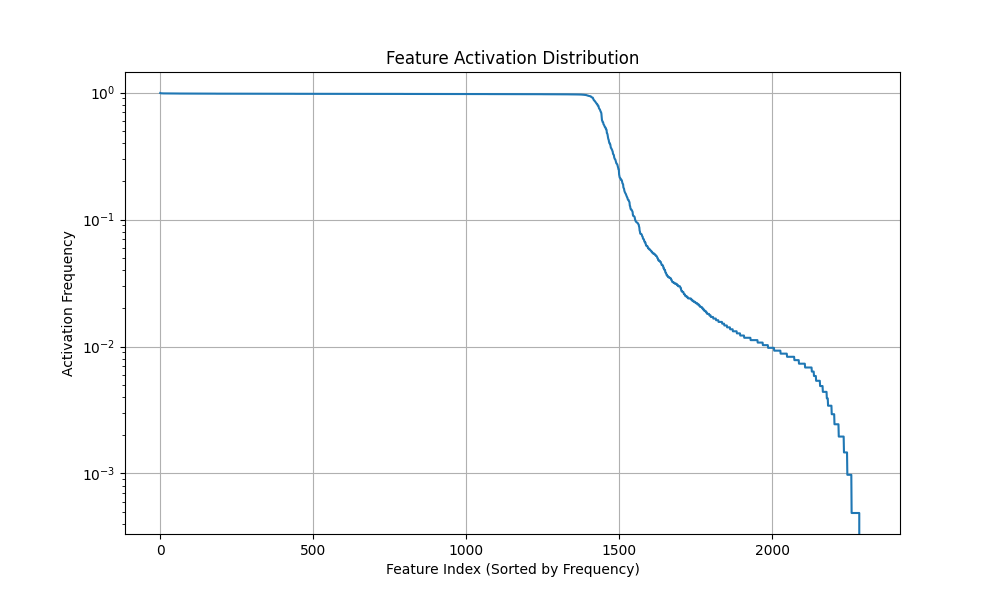 Feature Activation Distribution
10⁰
10⁻¹
10⁻²
10⁻³
Activation Frequency
0 500 1000 1500 2000
Feature Index (Sorted by Frequency)